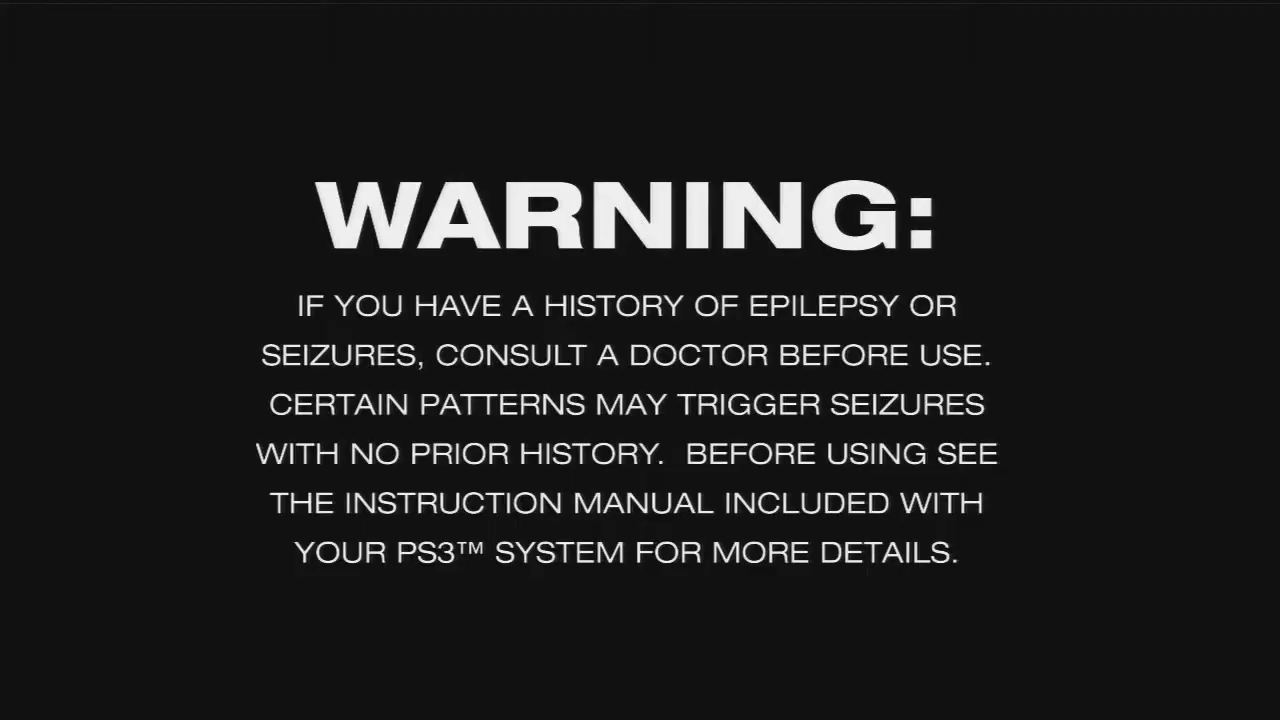 WARNING:
IF YOU HAVE A HISTORY OF EPILEPSY OR
SEIZURES, CONSULT A DOCTOR BEFORE USE.
CERTAIN PATTERNS MAY TRIGGER SEIZURES
WITH NO PRIOR HISTORY.  BEFORE USING SEE
THE INSTRUCTION MANUAL INCLUDED WITH
YOUR PS3™ SYSTEM FOR MORE DETAILS.